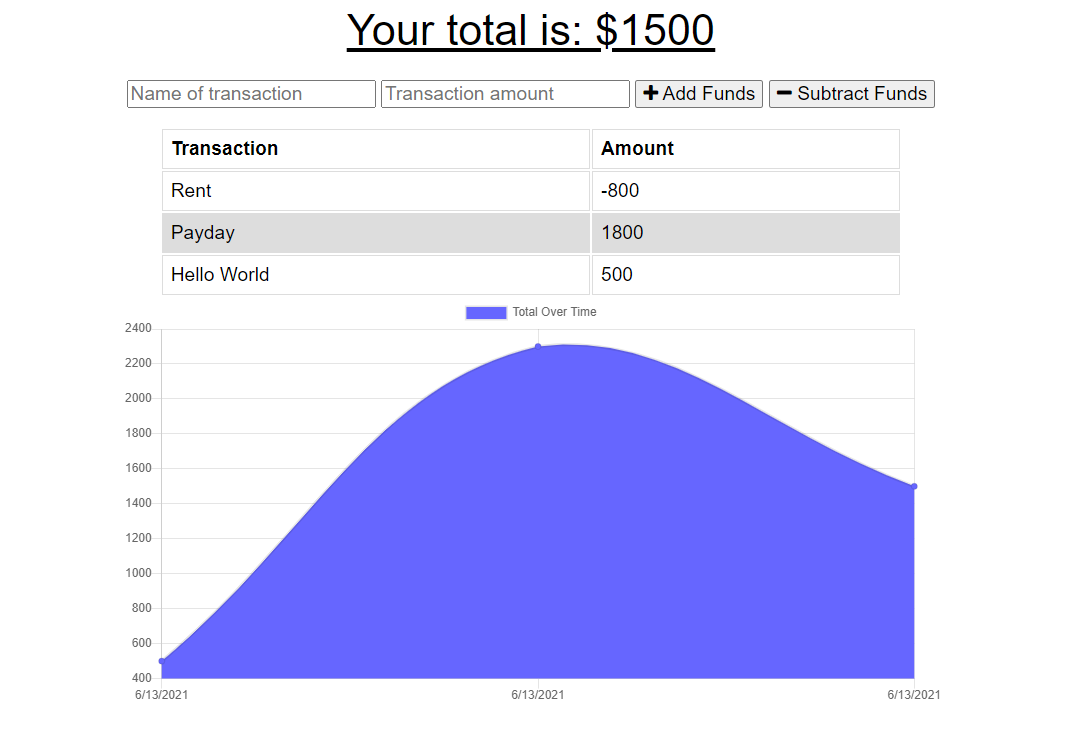 Your total is: $1500
Name of transaction Transaction amount Add Funds Subtract Funds
Transaction Amount
Rent -800
Payday 1800
Hello World 500
Total Over Time
2400
2200
2000
1800
1600
1400
1200
1000
800
600
400
6/13/2021 6/13/2021 6/13/2021